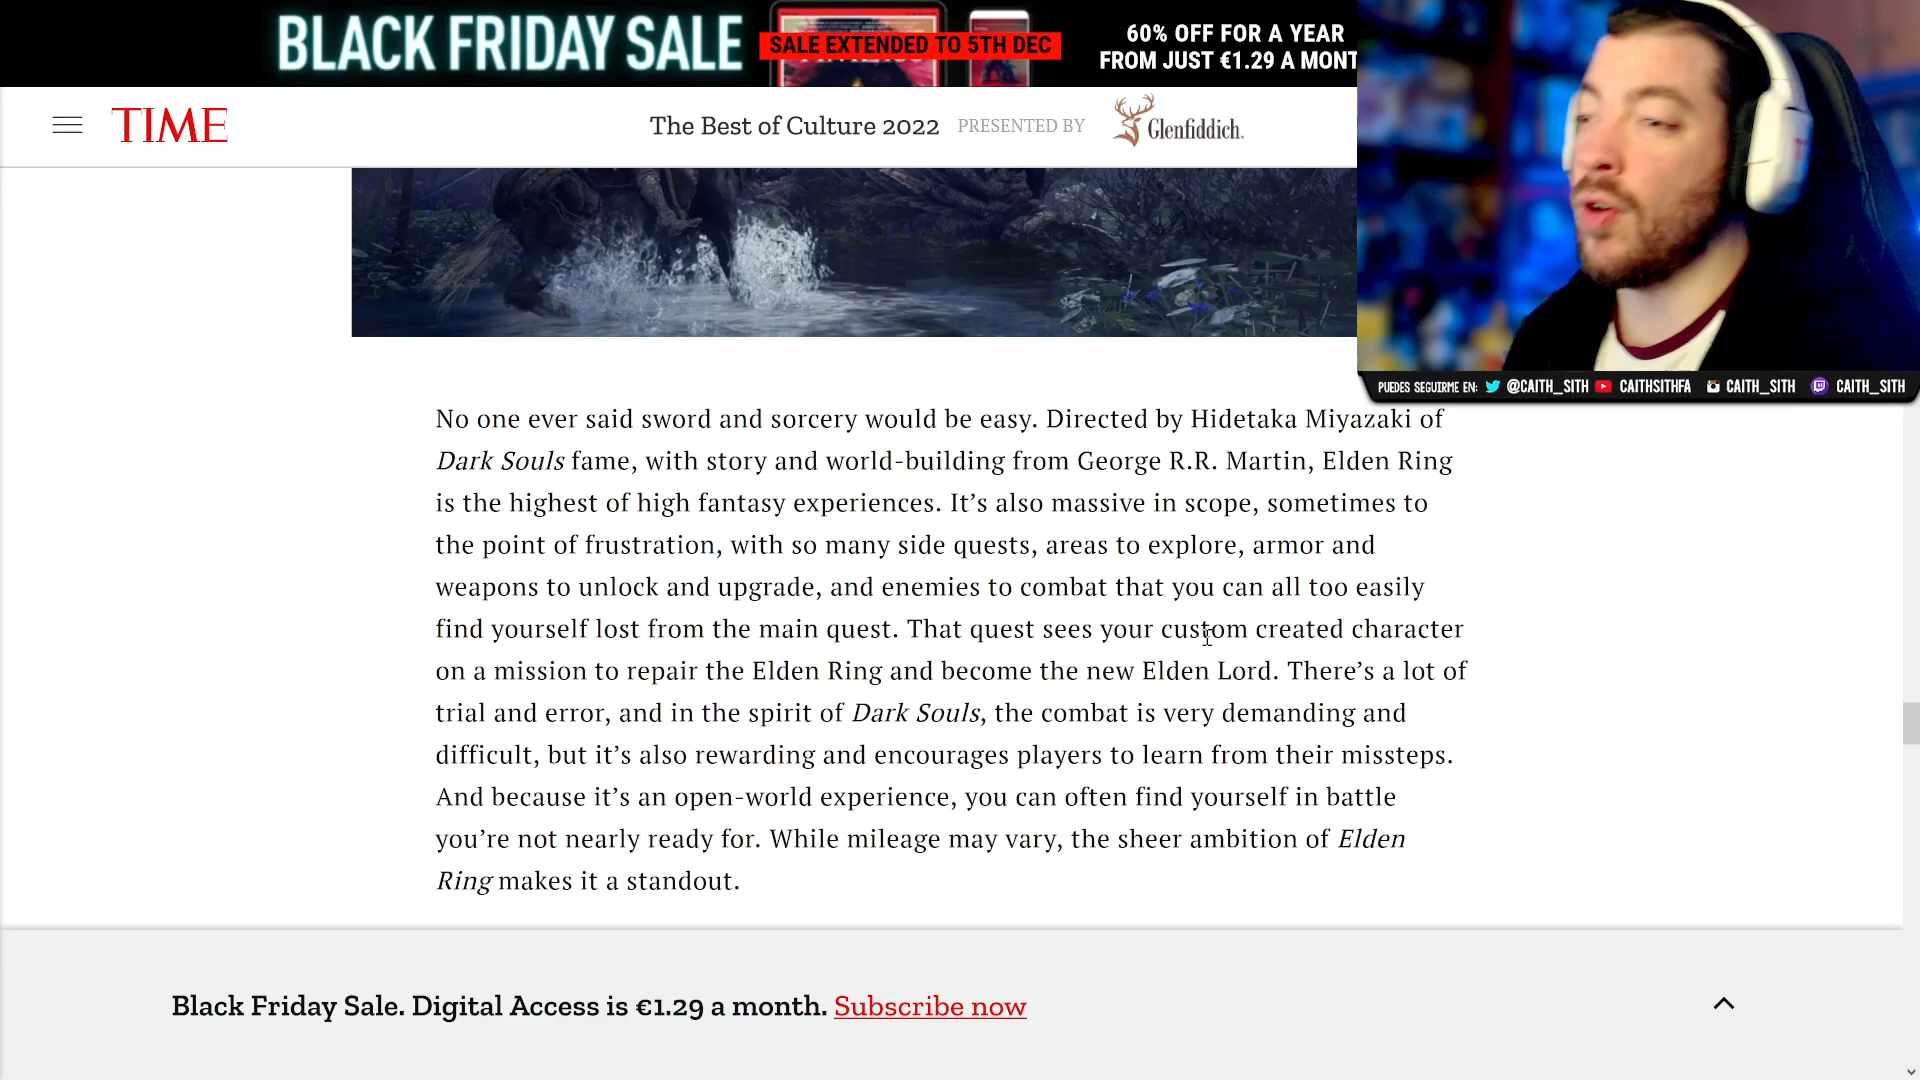 BLACK FRIDAY SALE
SALE EXTENDED TO 5TH DEC
60% OFF FOR A YEAR
FROM JUST €1.29 A MONT
TIME
The Best of Culture 2022 PRESENTED BY Glenfiddich
PUEDES SEGUIRME EN: @CAITH_SITH CAITHSITHFA CAITH_SITH CAITH_SITH
No one ever said sword and sorcery would be easy. Directed by Hidetaka Miyazaki of
Dark Souls fame, with story and world-building from George R.R. Martin, Elden Ring
is the highest of high fantasy experiences. It’s also massive in scope, sometimes to
the point of frustration, with so many side quests, areas to explore, armor and
weapons to unlock and upgrade, and enemies to combat that you can all too easily
find yourself lost from the main quest. That quest sees your custom created character
on a mission to repair the Elden Ring and become the new Elden Lord. There’s a lot of
trial and error, and in the spirit of Dark Souls, the combat is very demanding and
difficult, but it’s also rewarding and encourages players to learn from their missteps.
And because it’s an open-world experience, you can often find yourself in battle
you’re not nearly ready for. While mileage may vary, the sheer ambition of Elden
Ring makes it a standout.
Black Friday Sale. Digital Access is €1.29 a month. Subscribe now